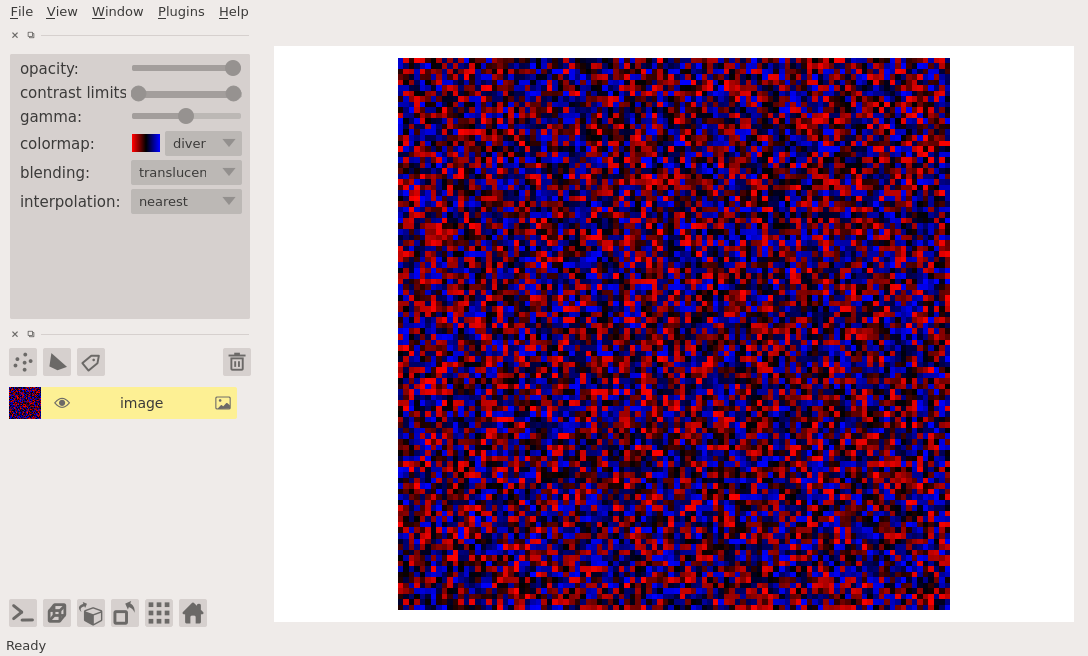 File View Window Plugins Help
opacity:
contrast limits
gamma:
colormap: diver
blending: translucen
interpolation: nearest
image
Ready